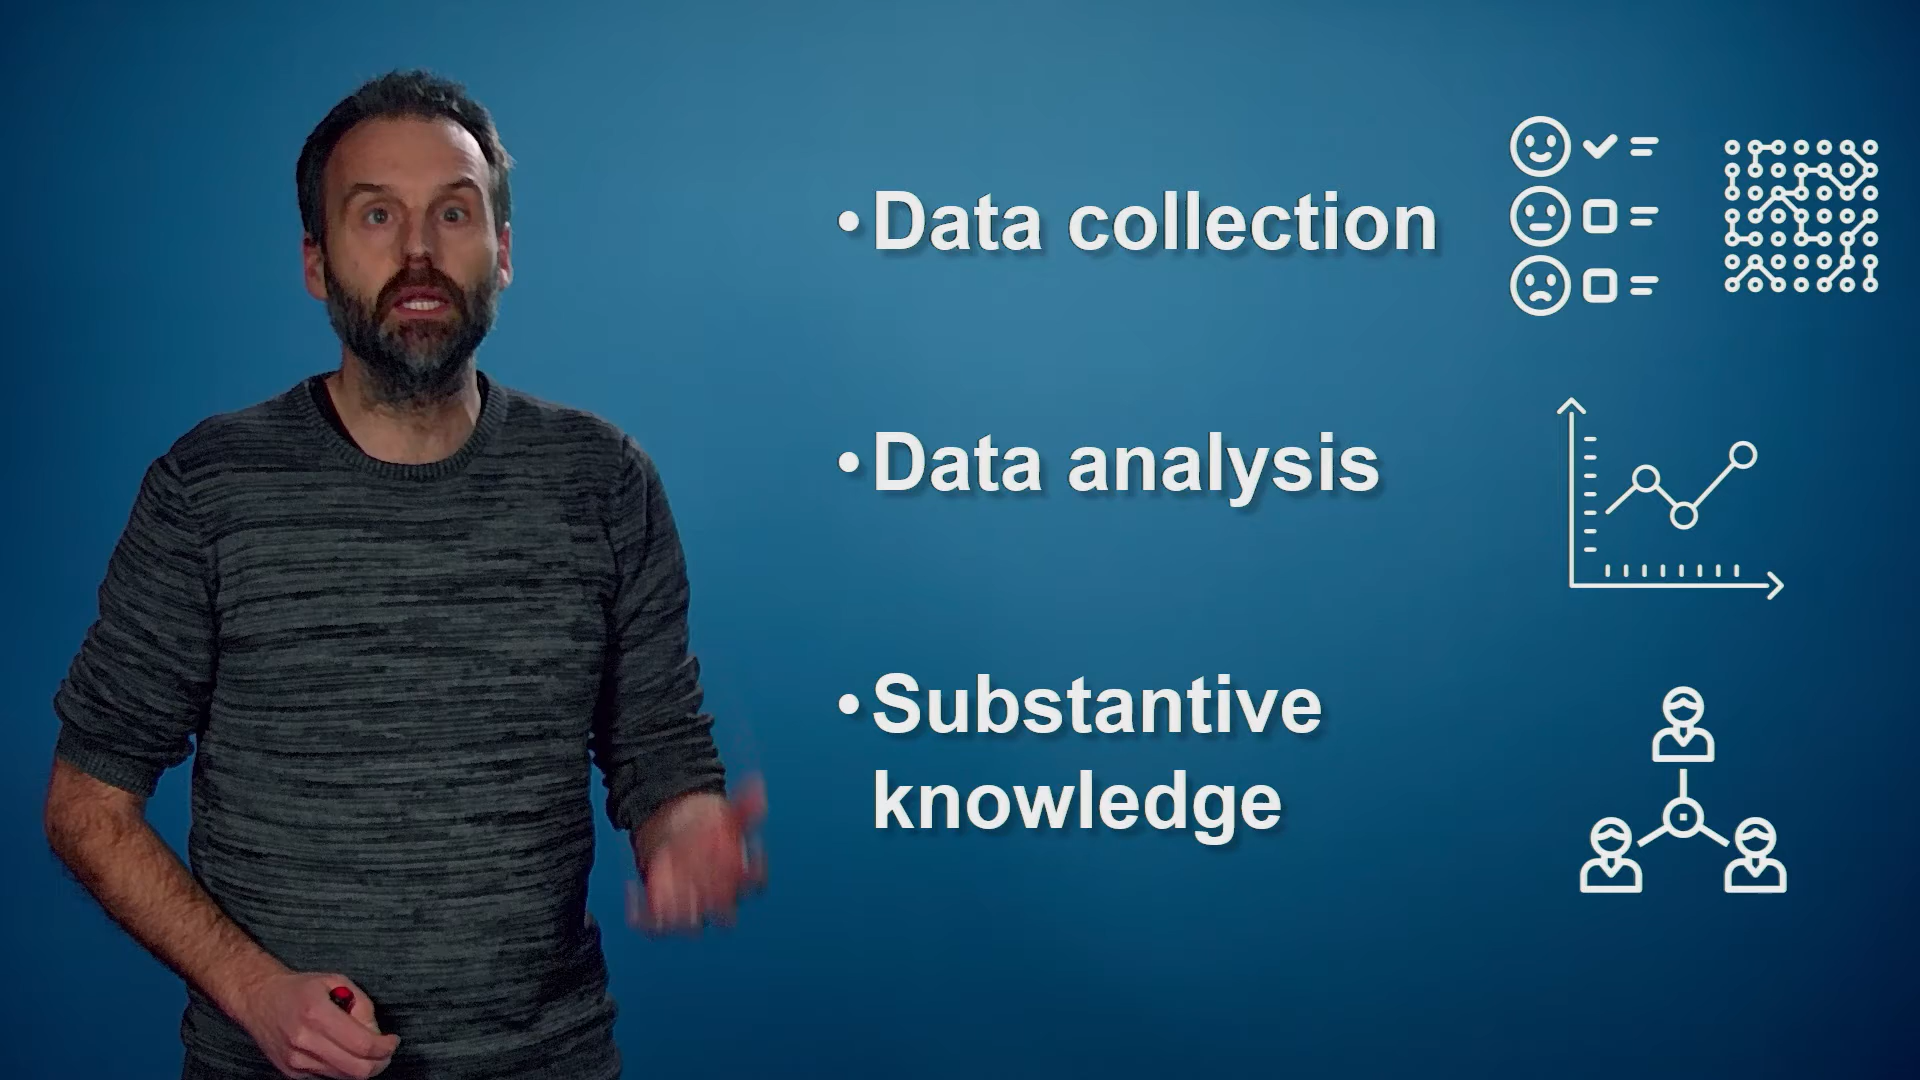 •Data collection
•Data analysis
•Substantive
knowledge